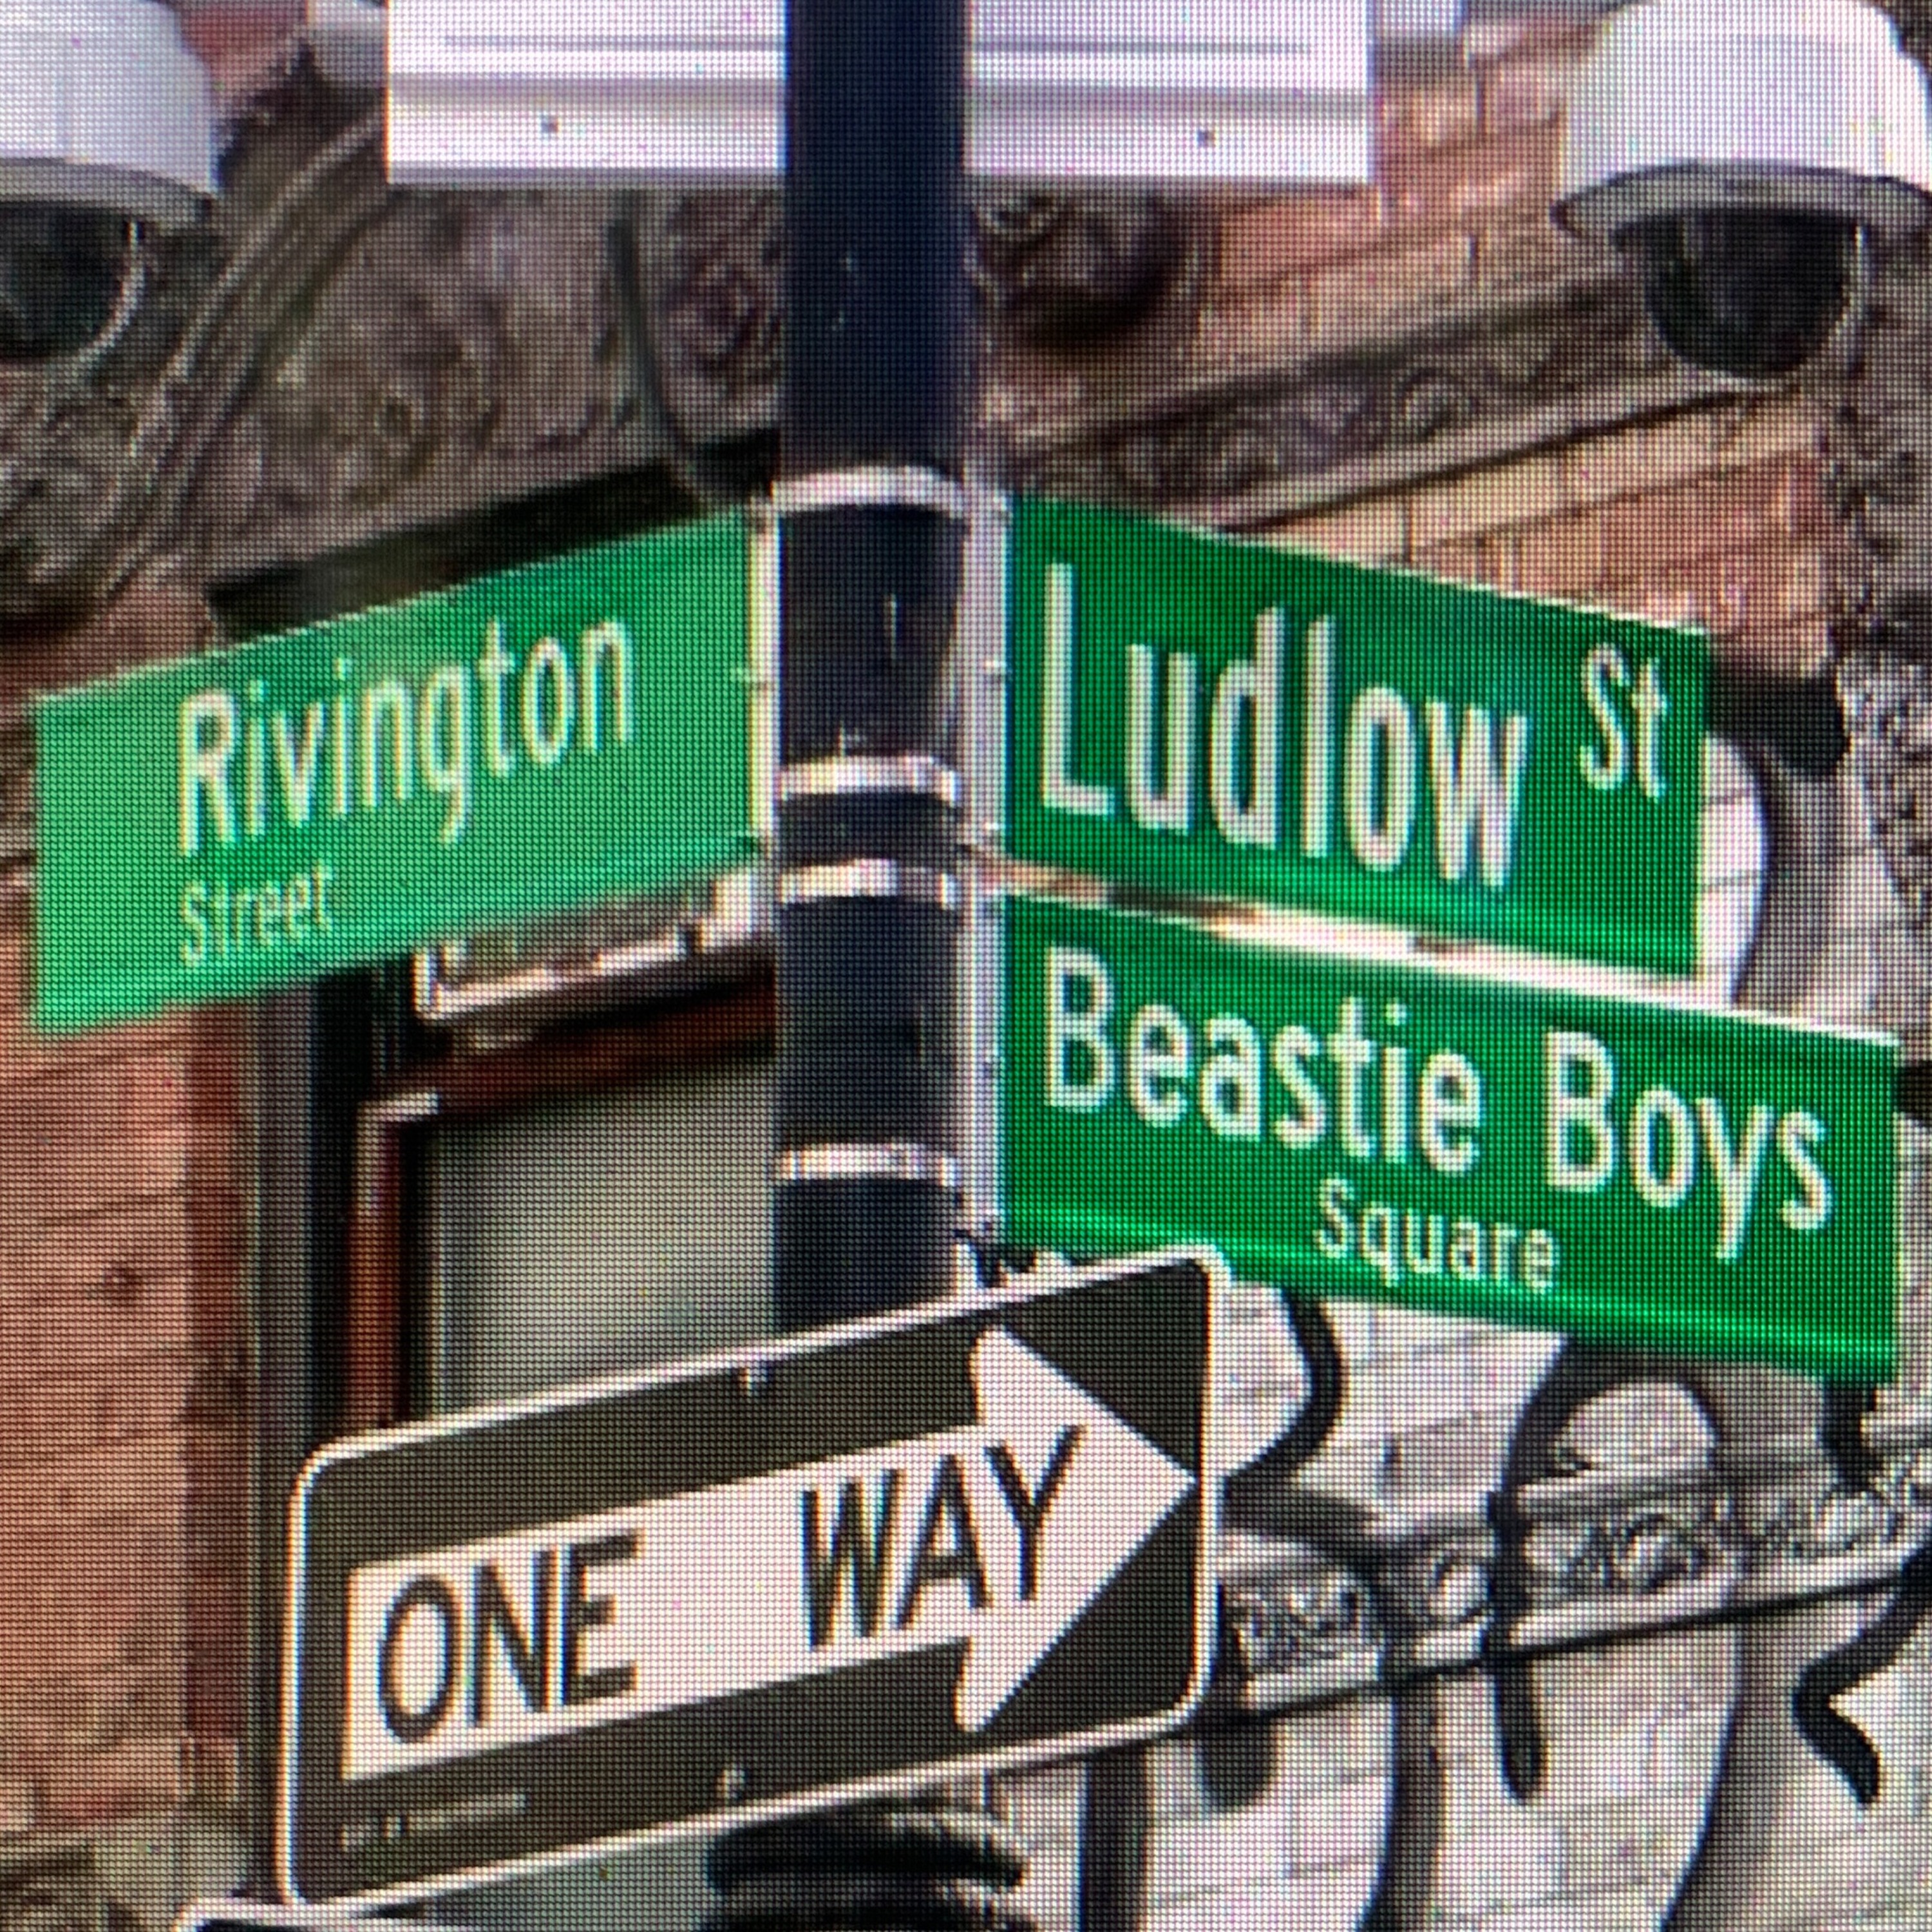 Rivington
Street
Ludlow St
Beastie Boys
Square
ONE WAY